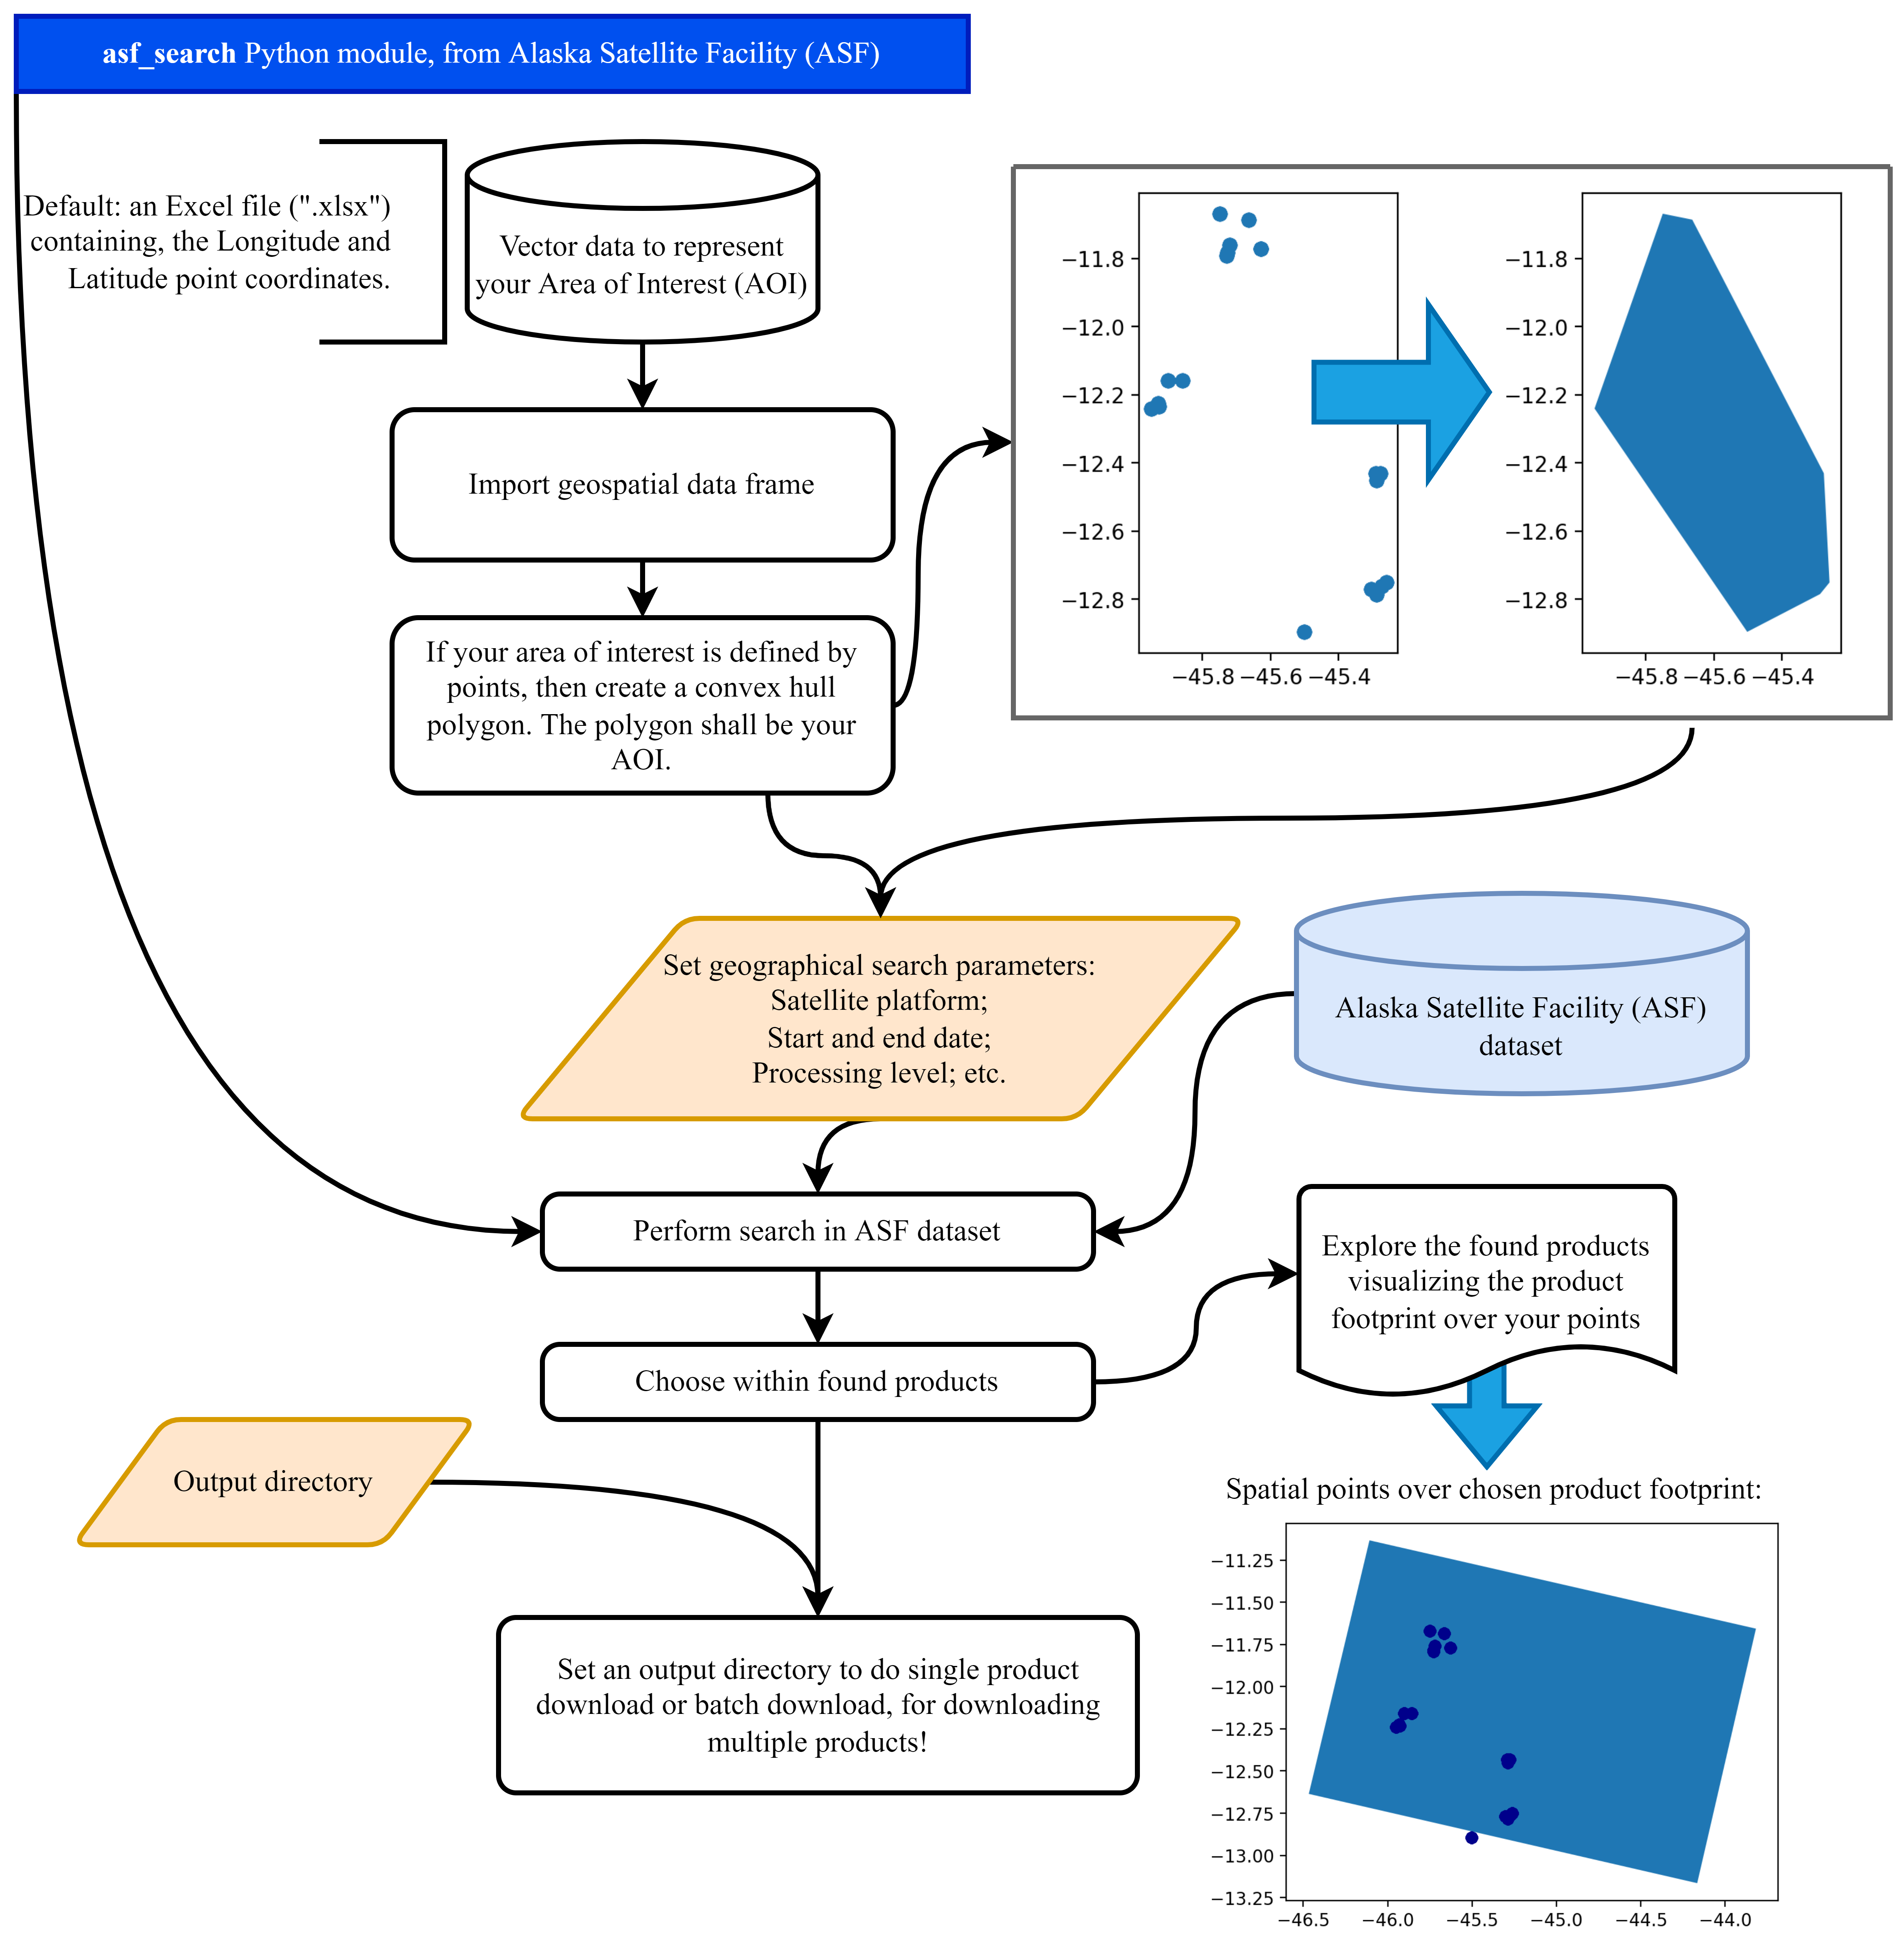 asf_search Python module, from Alaska Satellite Facility (ASF)
Default: an Excel file (".xlsx")
containing, the Longitude and
Latitude point coordinates.
Vector data to represent
your Area of Interest (AOI)
Import geospatial data frame
If your area of interest is defined by
points, then create a convex hull
polygon. The polygon shall be your
AOI.
−11.8
−12.0
−12.2
−12.4
−12.6
−12.8
−45.8 −45.6 −45.4
−11.8
−12.0
−12.2
−12.4
−12.6
−12.8
−45.8 −45.6 −45.4
Set geographical search parameters:
Satellite platform;
Start and end date;
Processing level; etc.
Alaska Satellite Facility (ASF)
dataset
Perform search in ASF dataset
Choose within found products
Explore the found products
visualizing the product
footprint over your points
Output directory
Set an output directory to do single product
download or batch download, for downloading
multiple products!
Spatial points over chosen product footprint:
−11.25
−11.50
−11.75
−12.00
−12.25
−12.50
−12.75
−13.00
−13.25
−46.5 −46.0 −45.5 −45.0 −44.5 −44.0